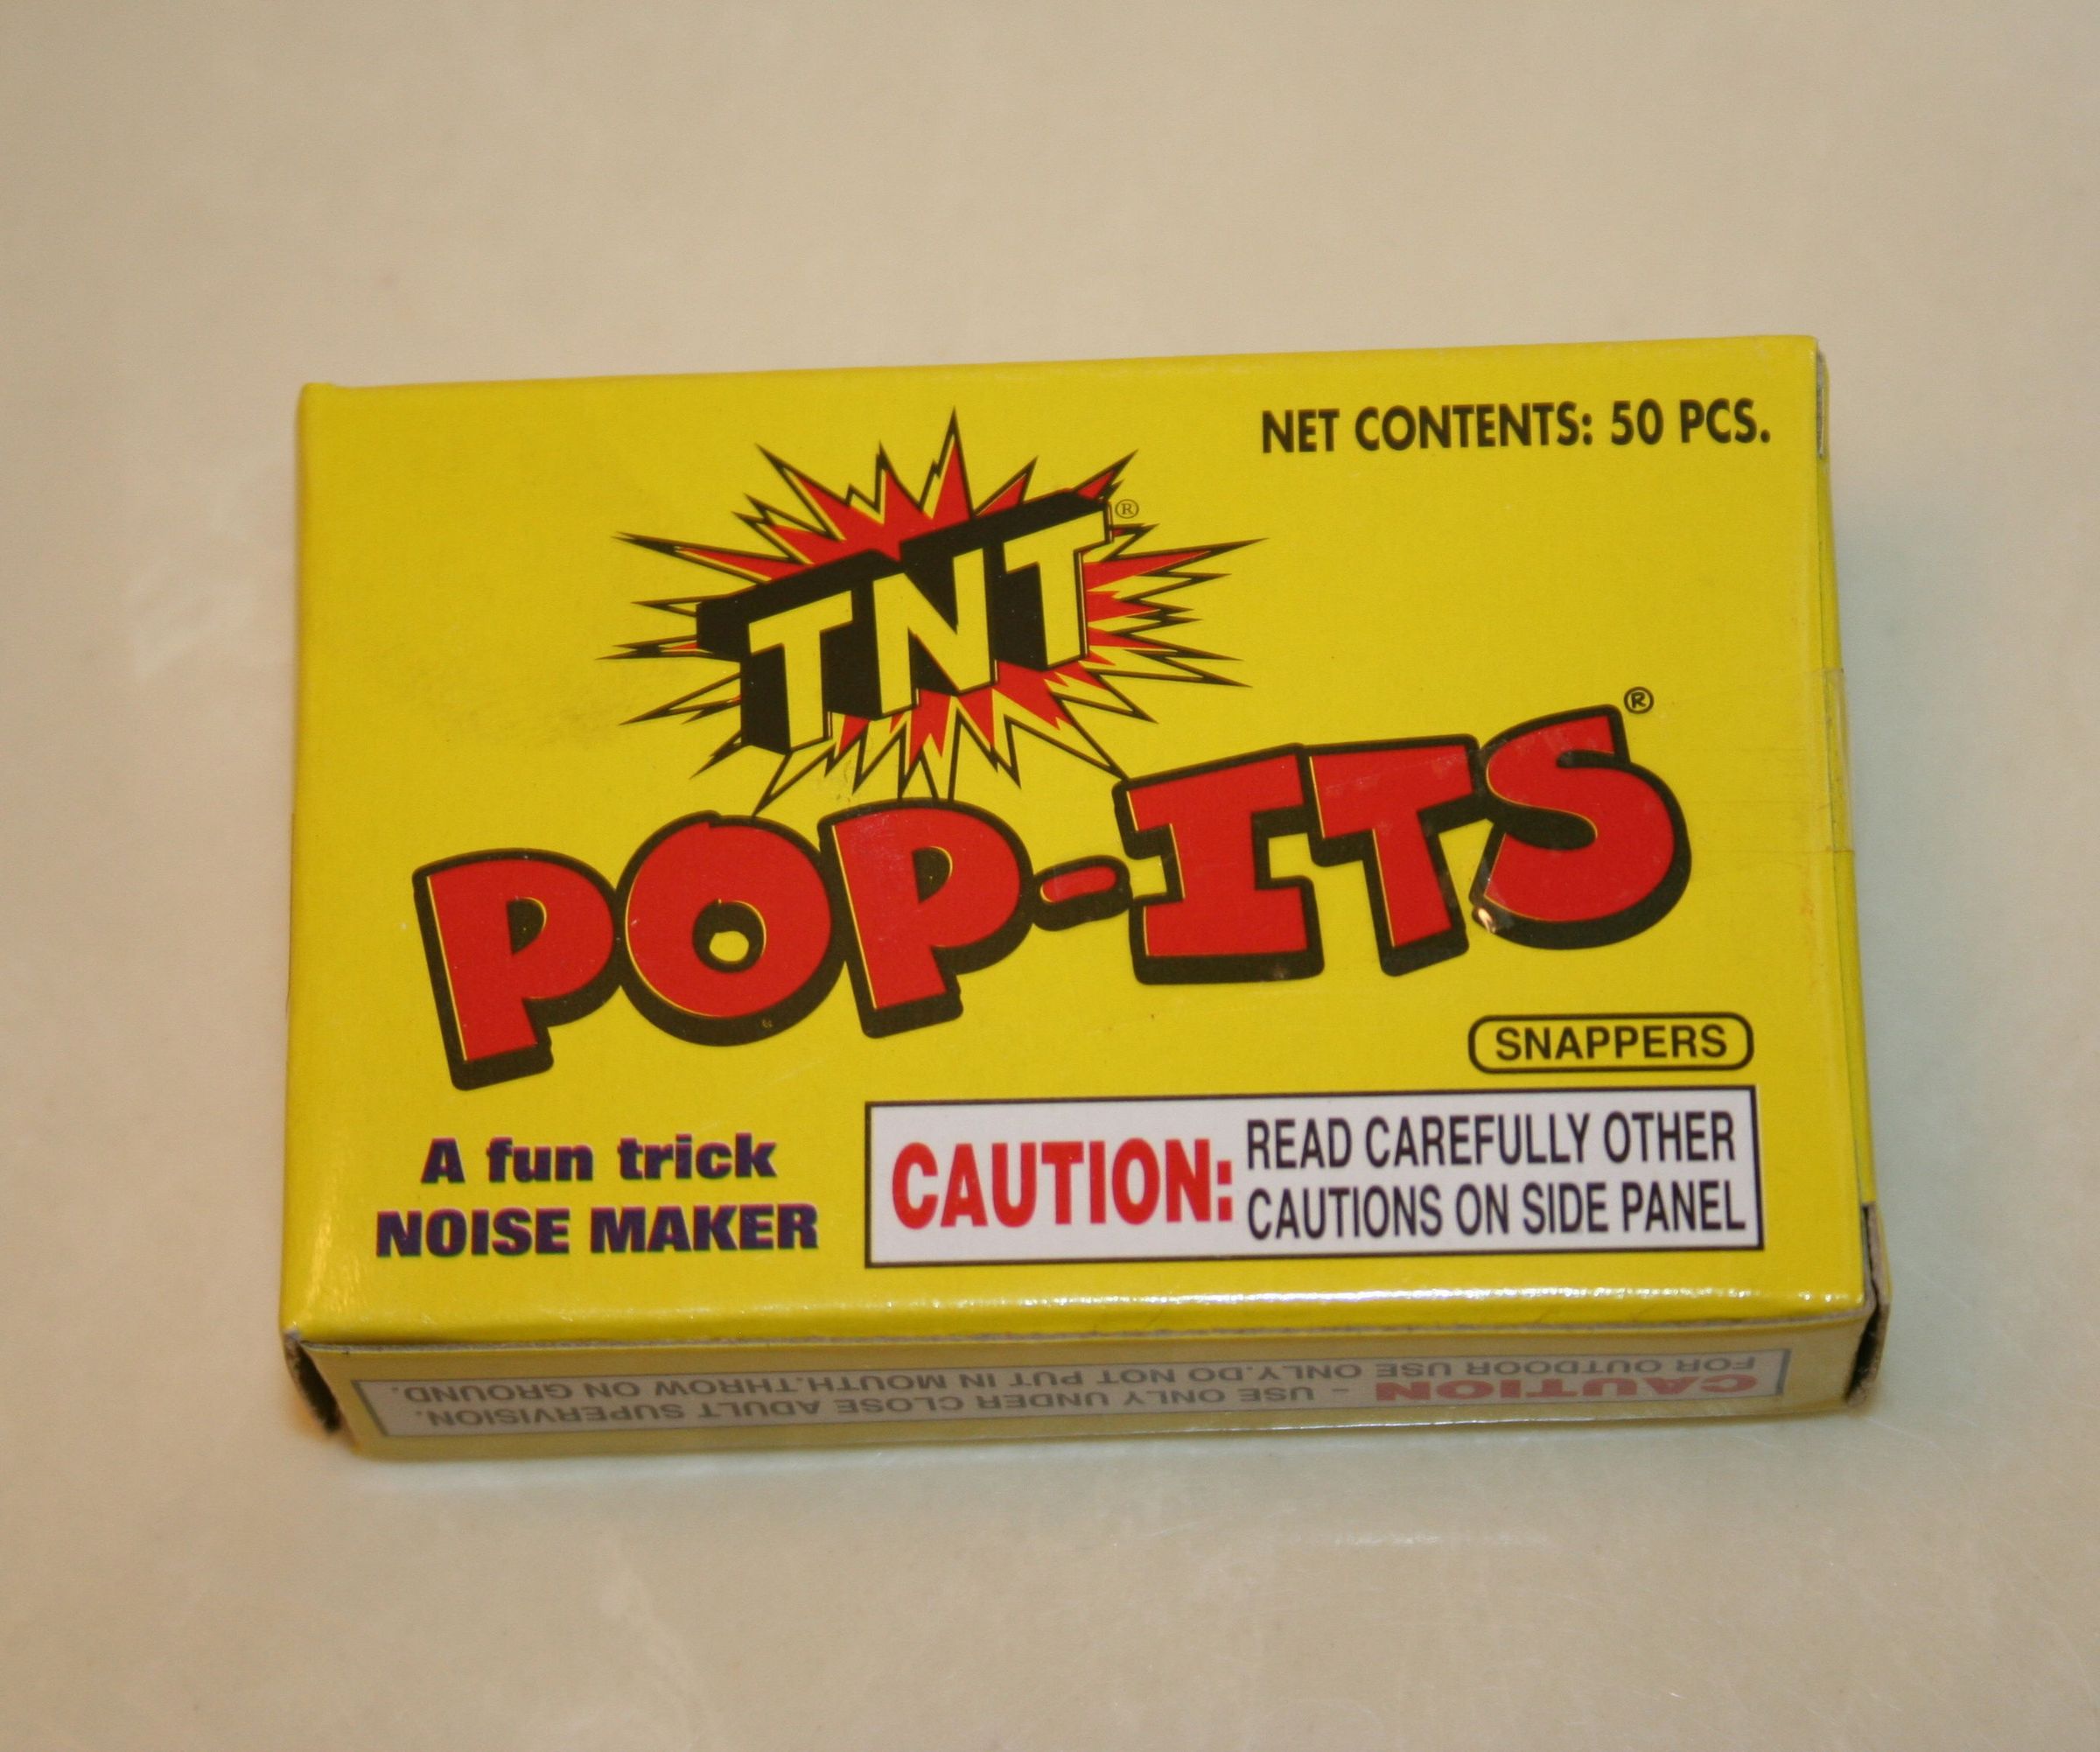 NET CONTENTS: 50 PCS.
TNT®
POP-ITS®
SNAPPERS
A fun trick
NOISE MAKER
CAUTION: READ CAREFULLY OTHER
CAUTIONS ON SIDE PANEL
CAUTION - USE ONLY UNDER CLOSE ADULT SUPERVISION.
FOR OUTDOOR USE ONLY.DO NOT PUT IN MOUTH.THROW ON GROUND.